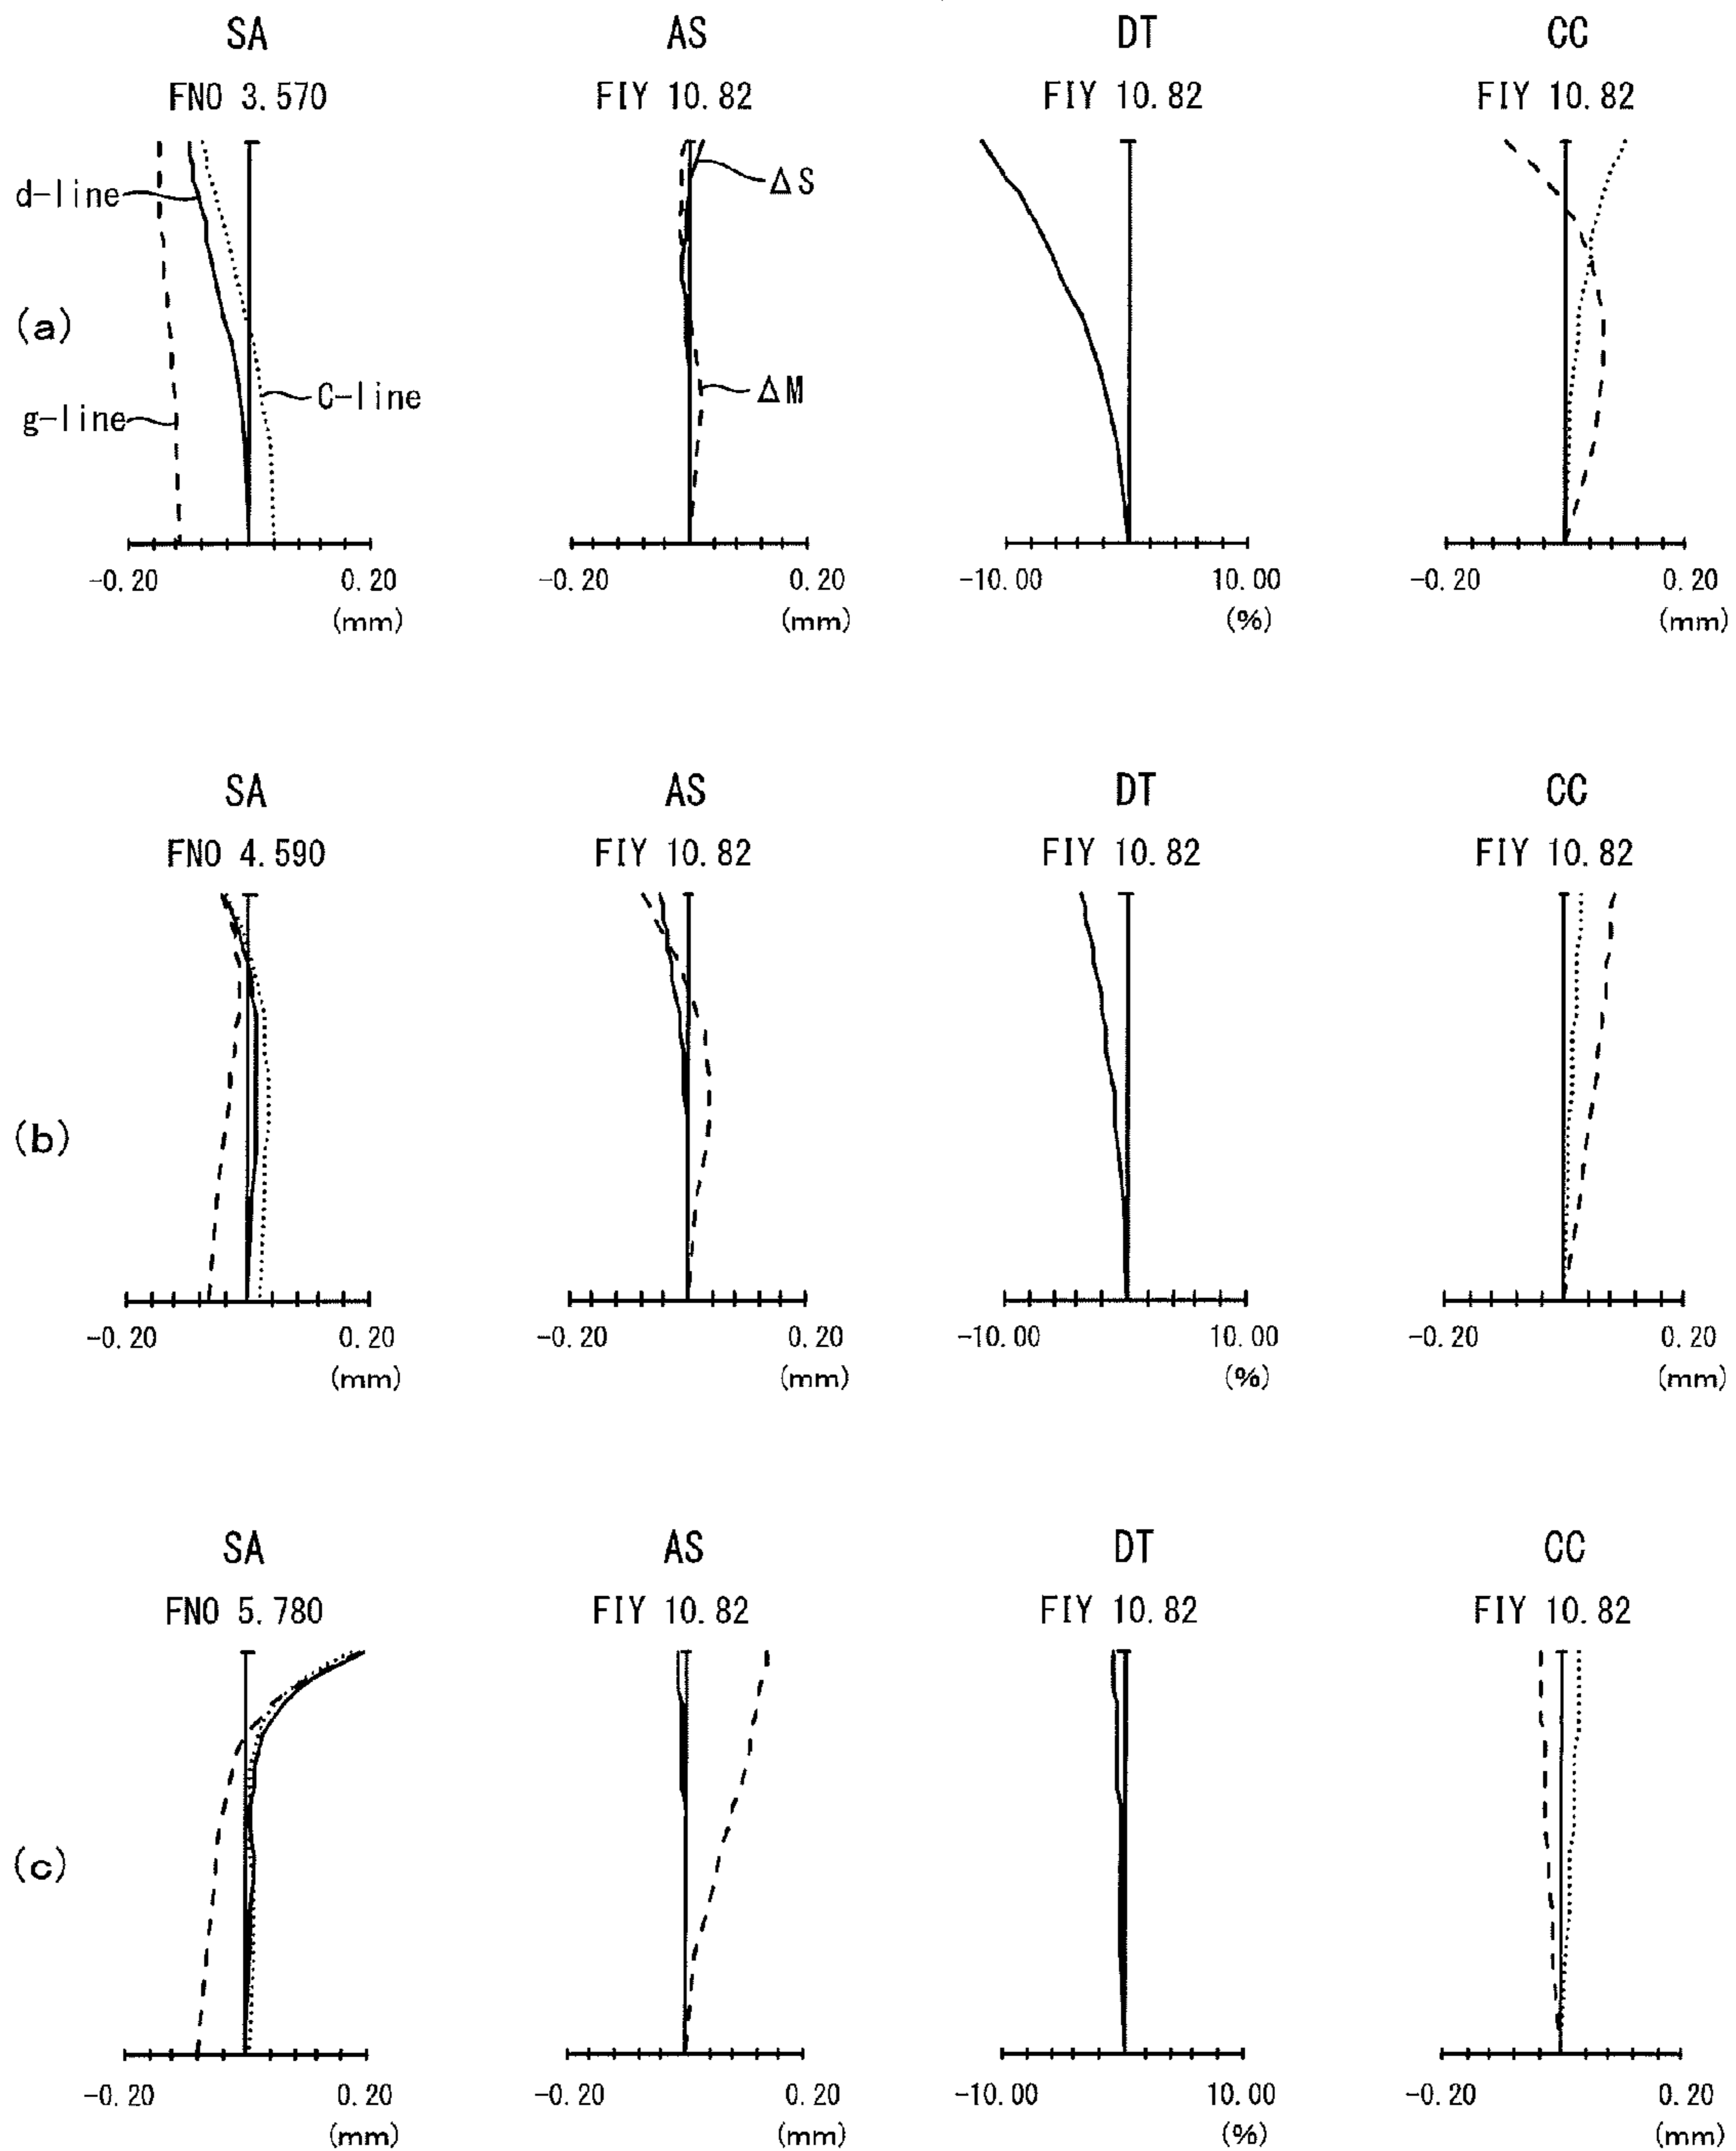 SA AS DT CC
FNO 3.570 FIY 10.82 FIY 10.82 FIY 10.82
d-line
ΔS
(a)
g-line
C-line
ΔM
-0.20 0.20 -0.20 0.20 -10.00 10.00 -0.20 0.20
(mm) (mm) (%) (mm)
SA AS DT CC
FNO 4.590 FIY 10.82 FIY 10.82 FIY 10.82
(b)
-0.20 0.20 -0.20 0.20 -10.00 10.00 -0.20 0.20
(mm) (mm) (%) (mm)
SA AS DT CC
FNO 5.780 FIY 10.82 FIY 10.82 FIY 10.82
(c)
-0.20 0.20 -0.20 0.20 -10.00 10.00 -0.20 0.20
(mm) (mm) (%) (mm)